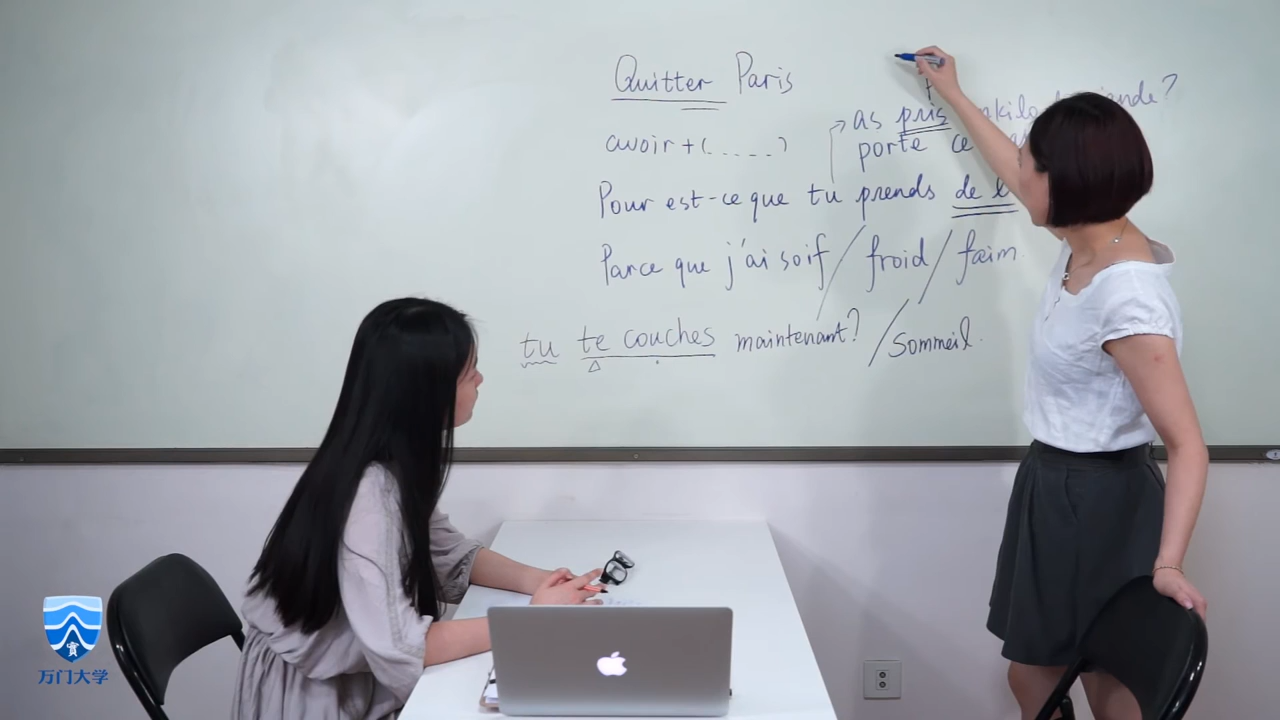 Quitter Paris
avoir + (.....)
as pris
porte ce
Pour est-ce que tu prends de l
Parce que j'ai soif / froid / faim.
tu te couches maintenant? / Sommeil.
万门大学